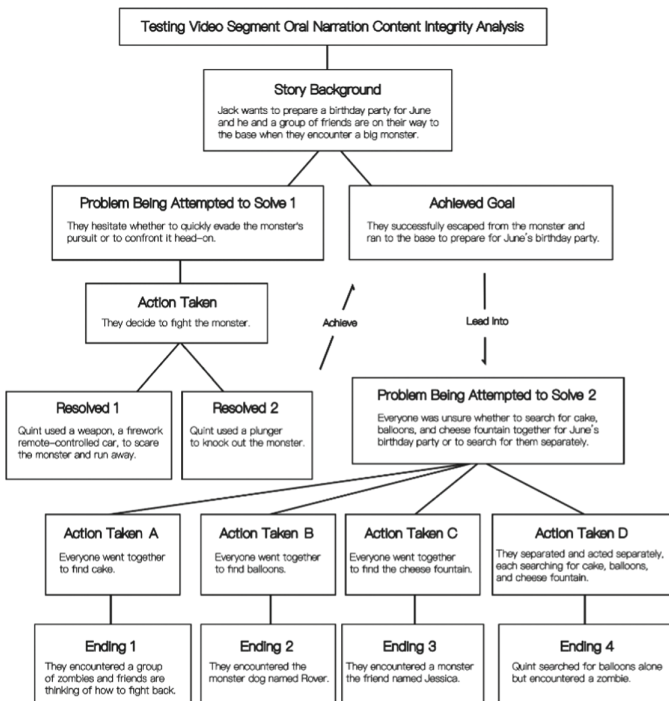 Testing Video Segment Oral Narration Content Integrity Analysis
Story Background
Jack wants to prepare a birthday party for June
and he and a group of friends are on their way to
the base when they encounter a big monster.
Problem Being Attempted to Solve 1
They hesitate whether to quickly evade the monster's
pursuit or to confront it head-on.
Achieved Goal
They successfully escaped from the monster and
ran to the base to prepare for June's birthday party.
Action Taken
They decide to fight the monster.
Achieve
Lead Into
Resolved 1
Quint used a weapon, a firework
remote-controlled car, to scare
the monster and run away.
Resolved 2
Quint used a plunger
to knock out the monster.
Problem Being Attempted to Solve 2
Everyone was unsure whether to search for cake,
balloons, and cheese fountain together for June's
birthday party or to search for them separately.
Action Taken A
Everyone went together
to find cake.
Action Taken B
Everyone went together
to find balloons.
Action Taken C
Everyone went together
to find the cheese fountain.
Action Taken D
They separated and acted separately,
each searching for cake, balloons,
and cheese fountain.
Ending 1
They encountered a group
of zombies and friends are
thinking of how to fight back.
Ending 2
They encountered the
monster dog named Rover.
Ending 3
They encountered a monster
the friend named Jessica.
Ending 4
Quint searched for balloons alone
but encountered a zombie.